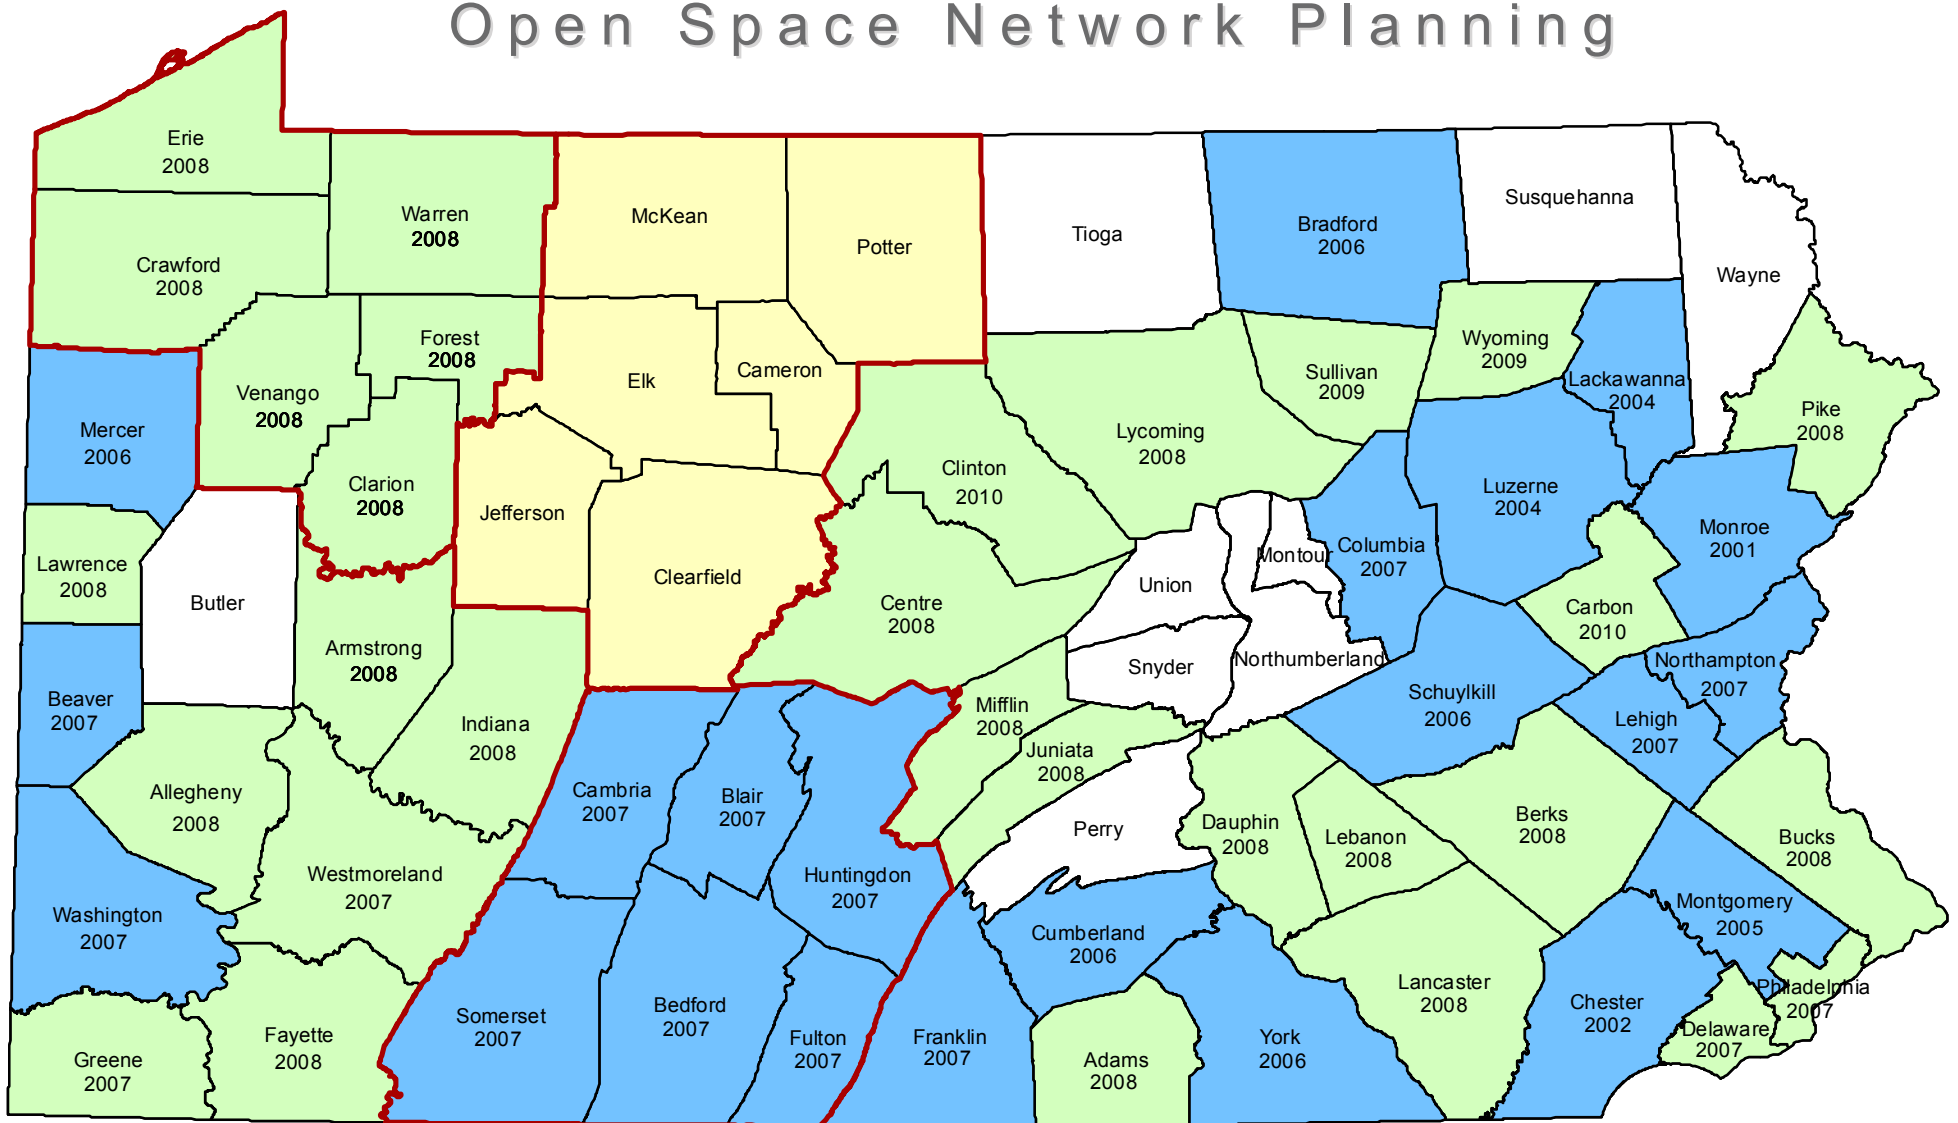 Open Space Network Planning
Erie
2008
Crawford
2008
Warren
2008
McKean
Potter
Tioga
Bradford
2006
Susquehanna
Wayne
Mercer
2006
Venango
2008
Forest
2008
Elk
Cameron
Clinton
2010
Lycoming
2008
Sullivan
2009
Wyoming
2009
Lackawanna
2004
Pike
2008
Lawrence
2008
Butler
Clarion
2008
Jefferson
Clearfield
Centre
2008
Union
Montour
Columbia
2007
Luzerne
2004
Monroe
2001
Carbon
2010
Beaver
2007
Armstrong
2008
Indiana
2008
Snyder
Northumberland
Schuylkill
2006
Northampton
2007
Lehigh
2007
Mifflin
2008
Juniata
2008
Allegheny
2008
Westmoreland
2007
Cambria
2007
Blair
2007
Huntingdon
2007
Perry
Dauphin
2008
Lebanon
2008
Berks
2008
Bucks
2008
Washington
2007
Cumberland
2006
Montgomery
2005
Greene
2007
Fayette
2008
Somerset
2007
Bedford
2007
Fulton
2007
Franklin
2007
Adams
2008
York
2006
Lancaster
2008
Chester
2002
Delaware
2007
Philadelphia
2007